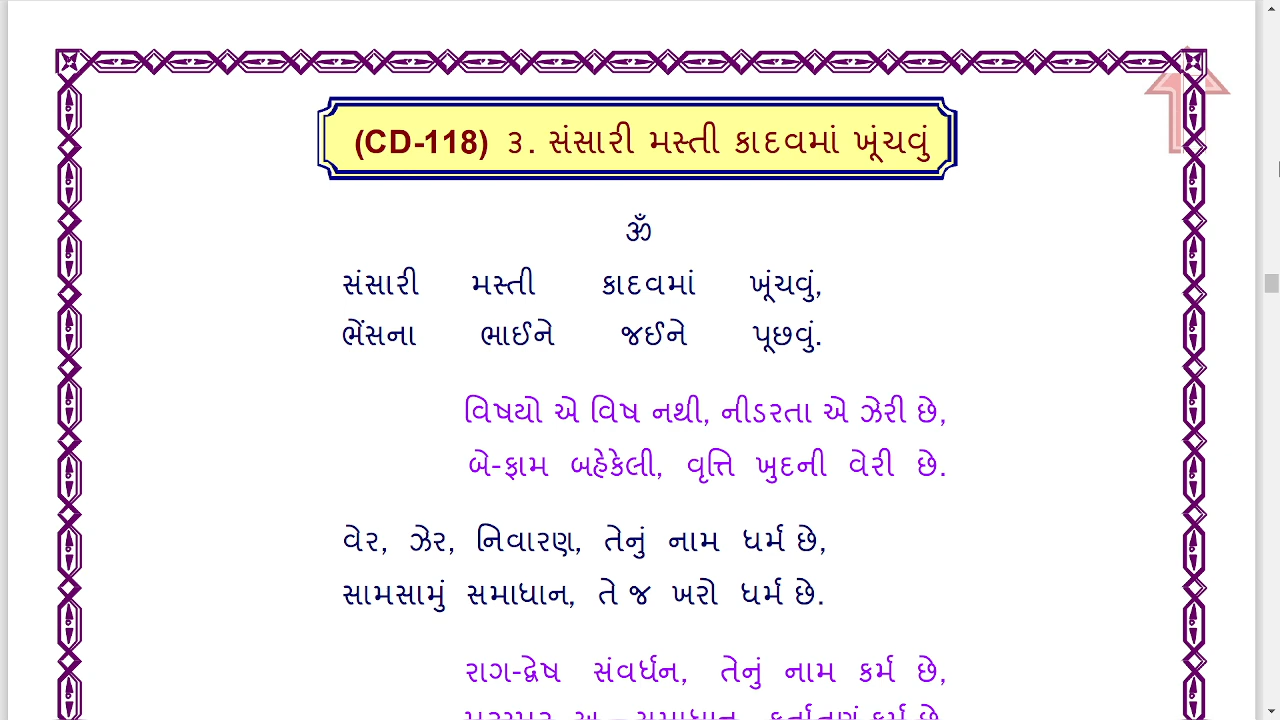 (CD-118) ૩. સંસારી મસ્તી કાદવમાં ખૂંચવું
ૐ
સંસારી મસ્તી કાદવમાં ખૂંચવું,
ભેંસના ભાઈને જઈને પૂછવું.
વિષયો એ વિષ નથી, નીડરતા એ ઝેરી છે,
બે-ફામ બહેકેલી, વૃત્તિ ખુદની વેરી છે.
વેર, ઝેર, નિવારણ, તેનું નામ ધર્મ છે,
સામસામું સમાધાન, તે જ ખરો ધર્મ છે.
રાગ-દ્વેષ સંવર્ધન, તેનું નામ કર્મ છે,